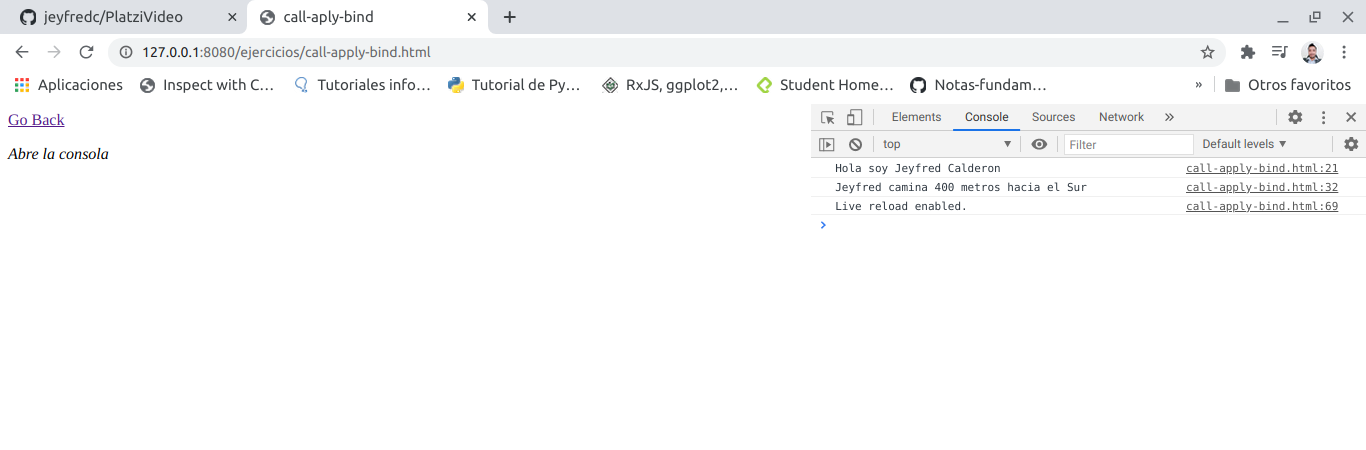 jeyfredc/PlatziVideo
call-aply-bind
127.0.0.1:8080/ejercicios/call-apply-bind.html
Aplicaciones
Inspect with C...
Tutoriales info...
Tutorial de Py...
RxJS, ggplot2,...
Student Home...
Notas-fundam...
»
Otros favoritos
Go Back
Abre la consola
Elements Console Sources Network »
top Filter Default levels
Hola soy Jeyfred Calderon call-apply-bind.html:21
Jeyfred camina 400 metros hacia el Sur call-apply-bind.html:32
Live reload enabled. call-apply-bind.html:69